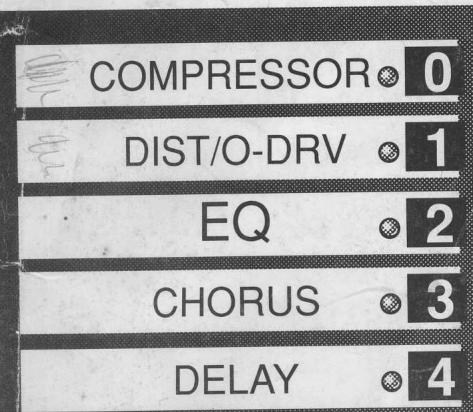 COMPRESSOR 0
DIST/O-DRV 1
EQ 2
CHORUS 3
DELAY 4